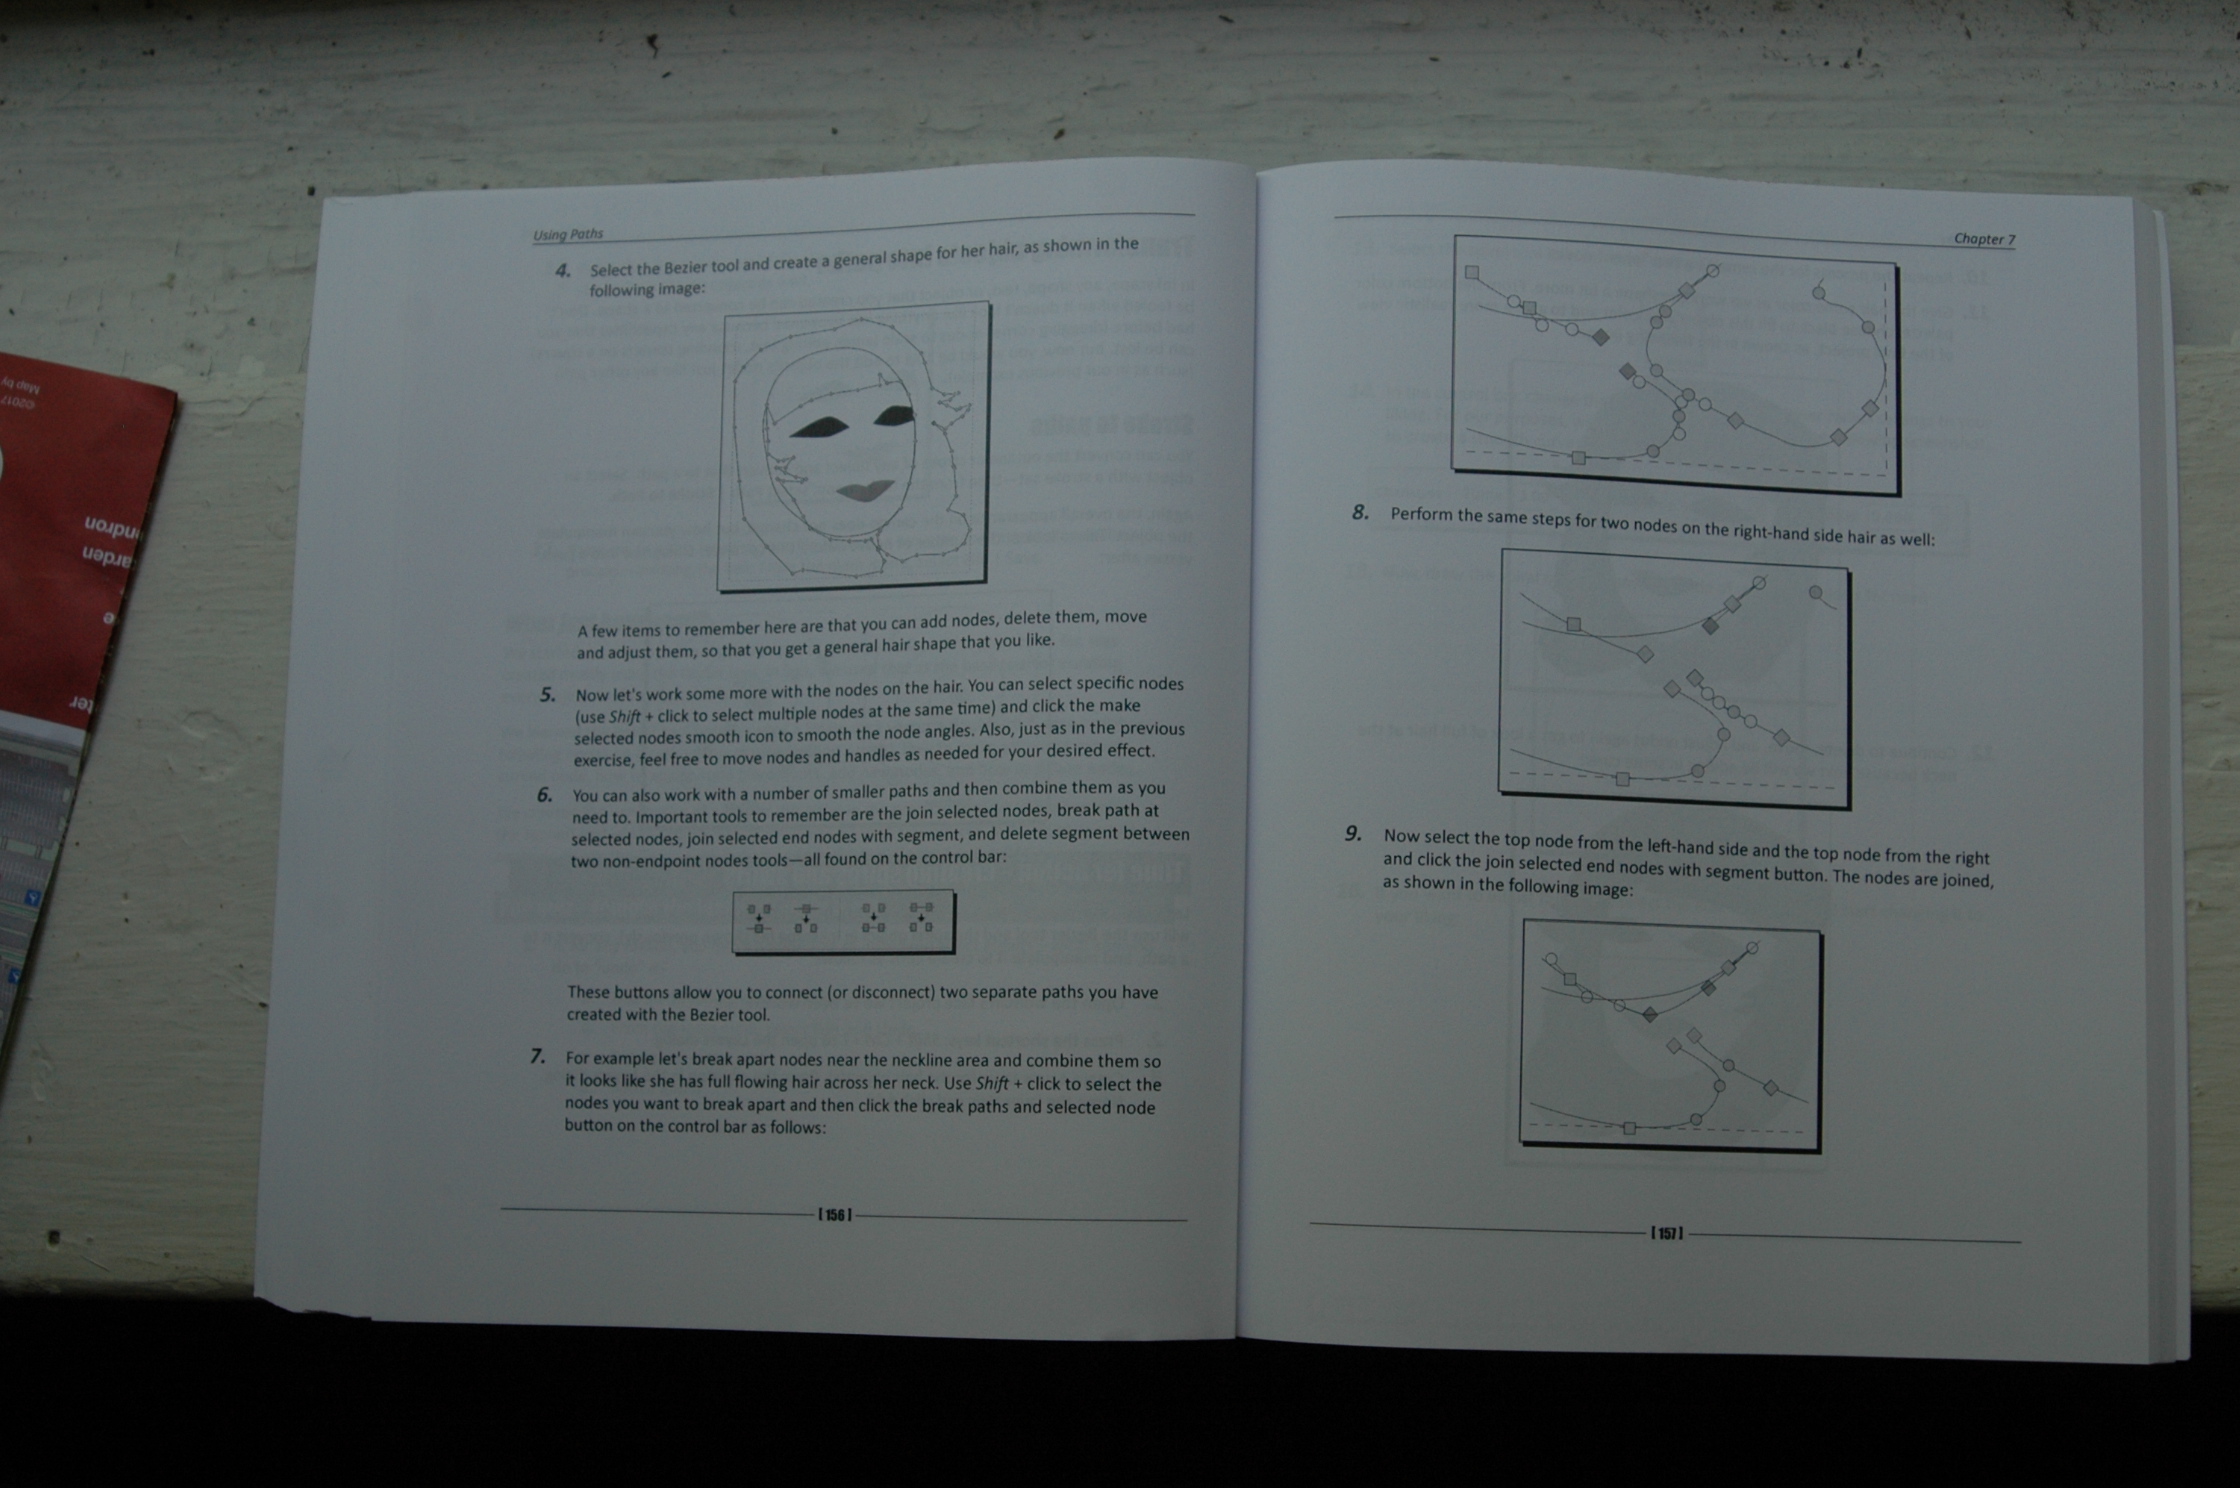 Using Paths
4. Select the Bezier tool and create a general shape for her hair, as shown in the
following image:
A few items to remember here are that you can add nodes, delete them, move
and adjust them, so that you get a general hair shape that you like.
5. Now let's work some more with the nodes on the hair. You can select specific nodes
(use Shift + click to select multiple nodes at the same time) and click the make
selected nodes smooth icon to smooth the node angles. Also, just as in the previous
exercise, feel free to move nodes and handles as needed for your desired effect.
6. You can also work with a number of smaller paths and then combine them as you
need to. Important tools to remember are the join selected nodes, break path at
selected nodes, join selected end nodes with segment, and delete segment between
two non-endpoint nodes tools—all found on the control bar:
These buttons allow you to connect (or disconnect) two separate paths you have
created with the Bezier tool.
7. For example let's break apart nodes near the neckline area and combine them so
it looks like she has full flowing hair across her neck. Use Shift + click to select the
nodes you want to break apart and then click the break paths and selected node
button on the control bar as follows:
[ 156 ]
Chapter 7
8. Perform the same steps for two nodes on the right-hand side hair as well:
9. Now select the top node from the left-hand side and the top node from the right
and click the join selected end nodes with segment button. The nodes are joined,
as shown in the following image:
[ 157 ]
Map by
©2017
ndron
arden
e
ter